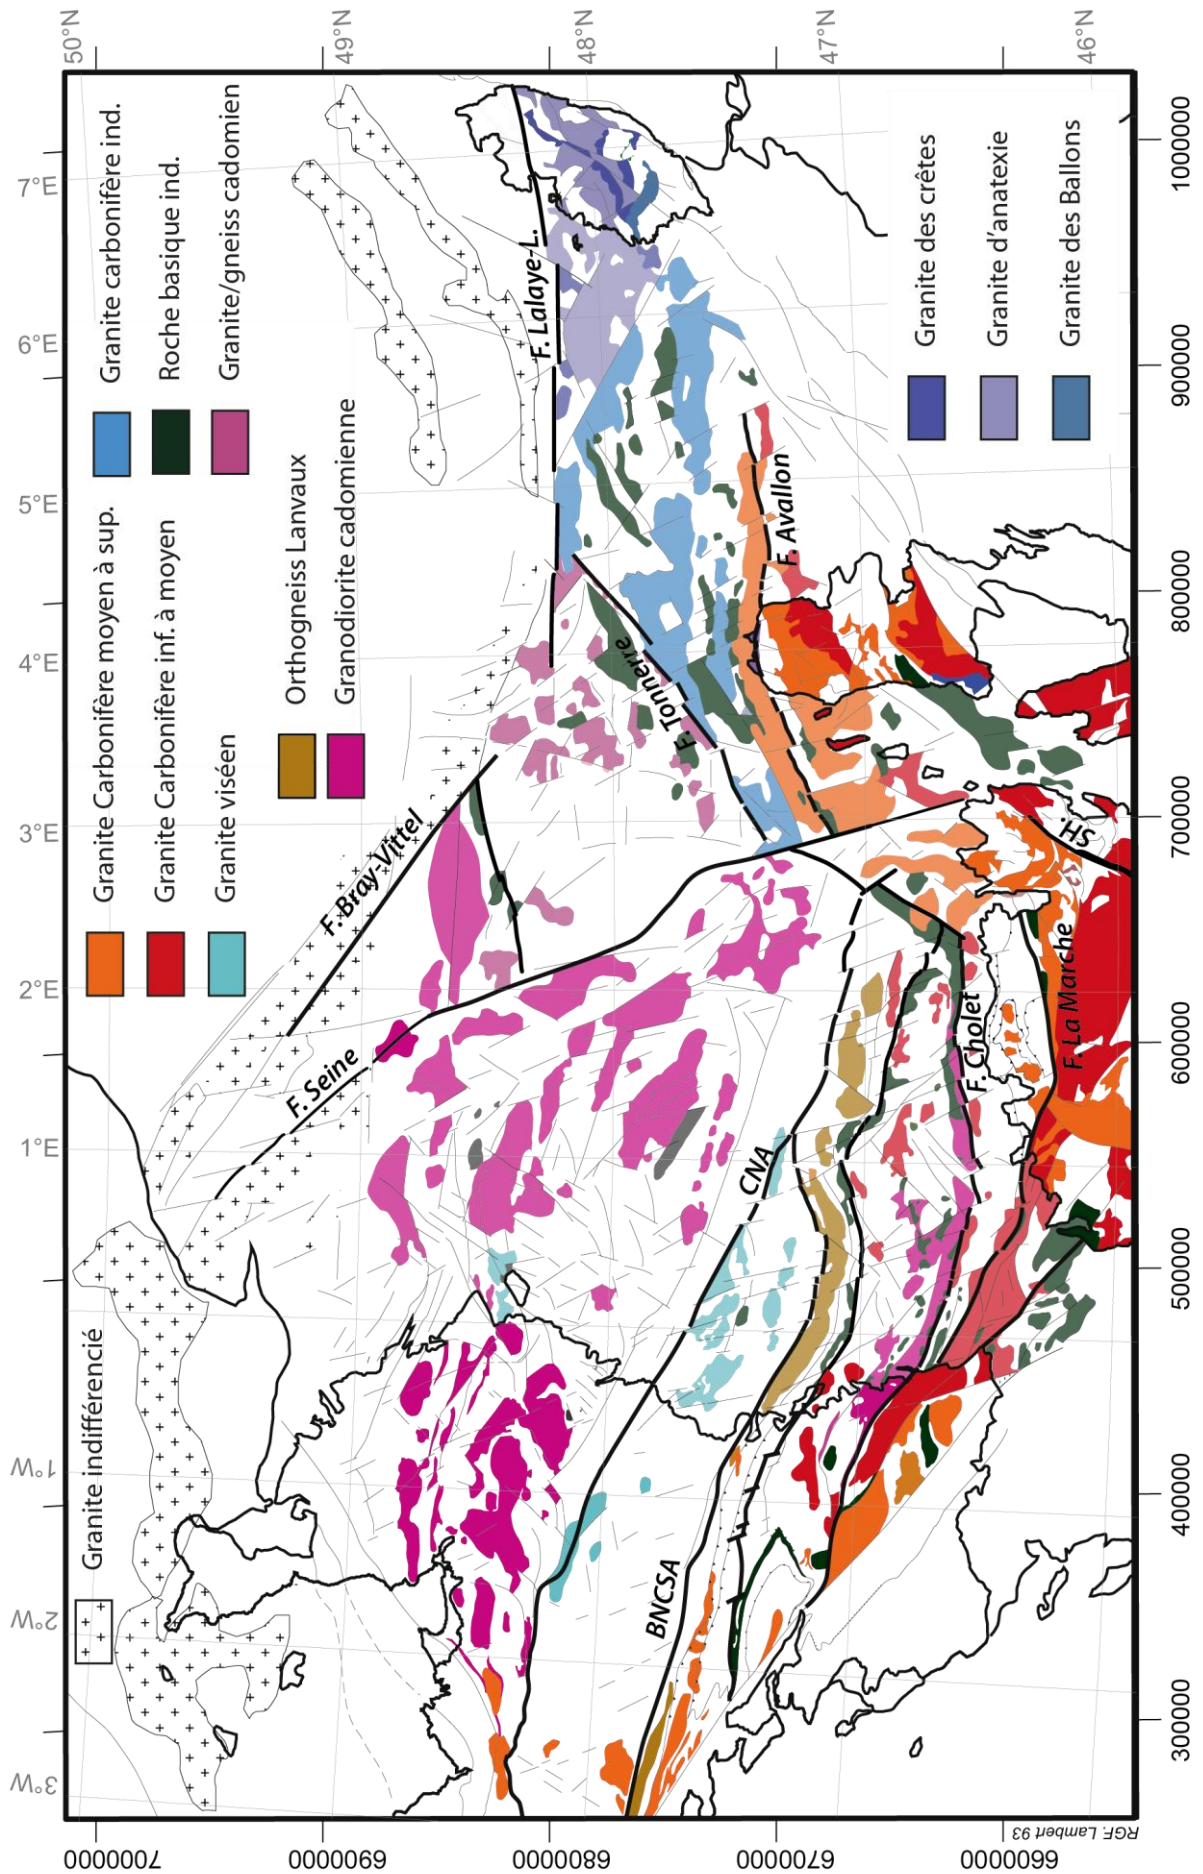 Granite indifférencié
Granite Carbonifère moyen à sup.
Granite Carbonifère inf. à moyen
Granite viséen
Granite carbonifère ind.
Roche basique ind.
Granite/gneiss cadomien
Orthogneiss Lanvaux
Granodiorite cadomienne
Granite des crêtes
Granite d'anatexie
Granite des Ballons
F. Bray-Vittel
F. Seine
F. Lalaye-L.
F. Tonnerre
F. Avallon
CNA
BNCSA
F. Cholet
F. La Marche
SH.
3°W
2°W
1°W
1°E
2°E
3°E
4°E
5°E
6°E
7°E
50°N
49°N
48°N
47°N
46°N
7000000
6900000
6800000
6700000
6600000
300000
400000
500000
600000
700000
800000
900000
1000000
RGF. Lambert 93